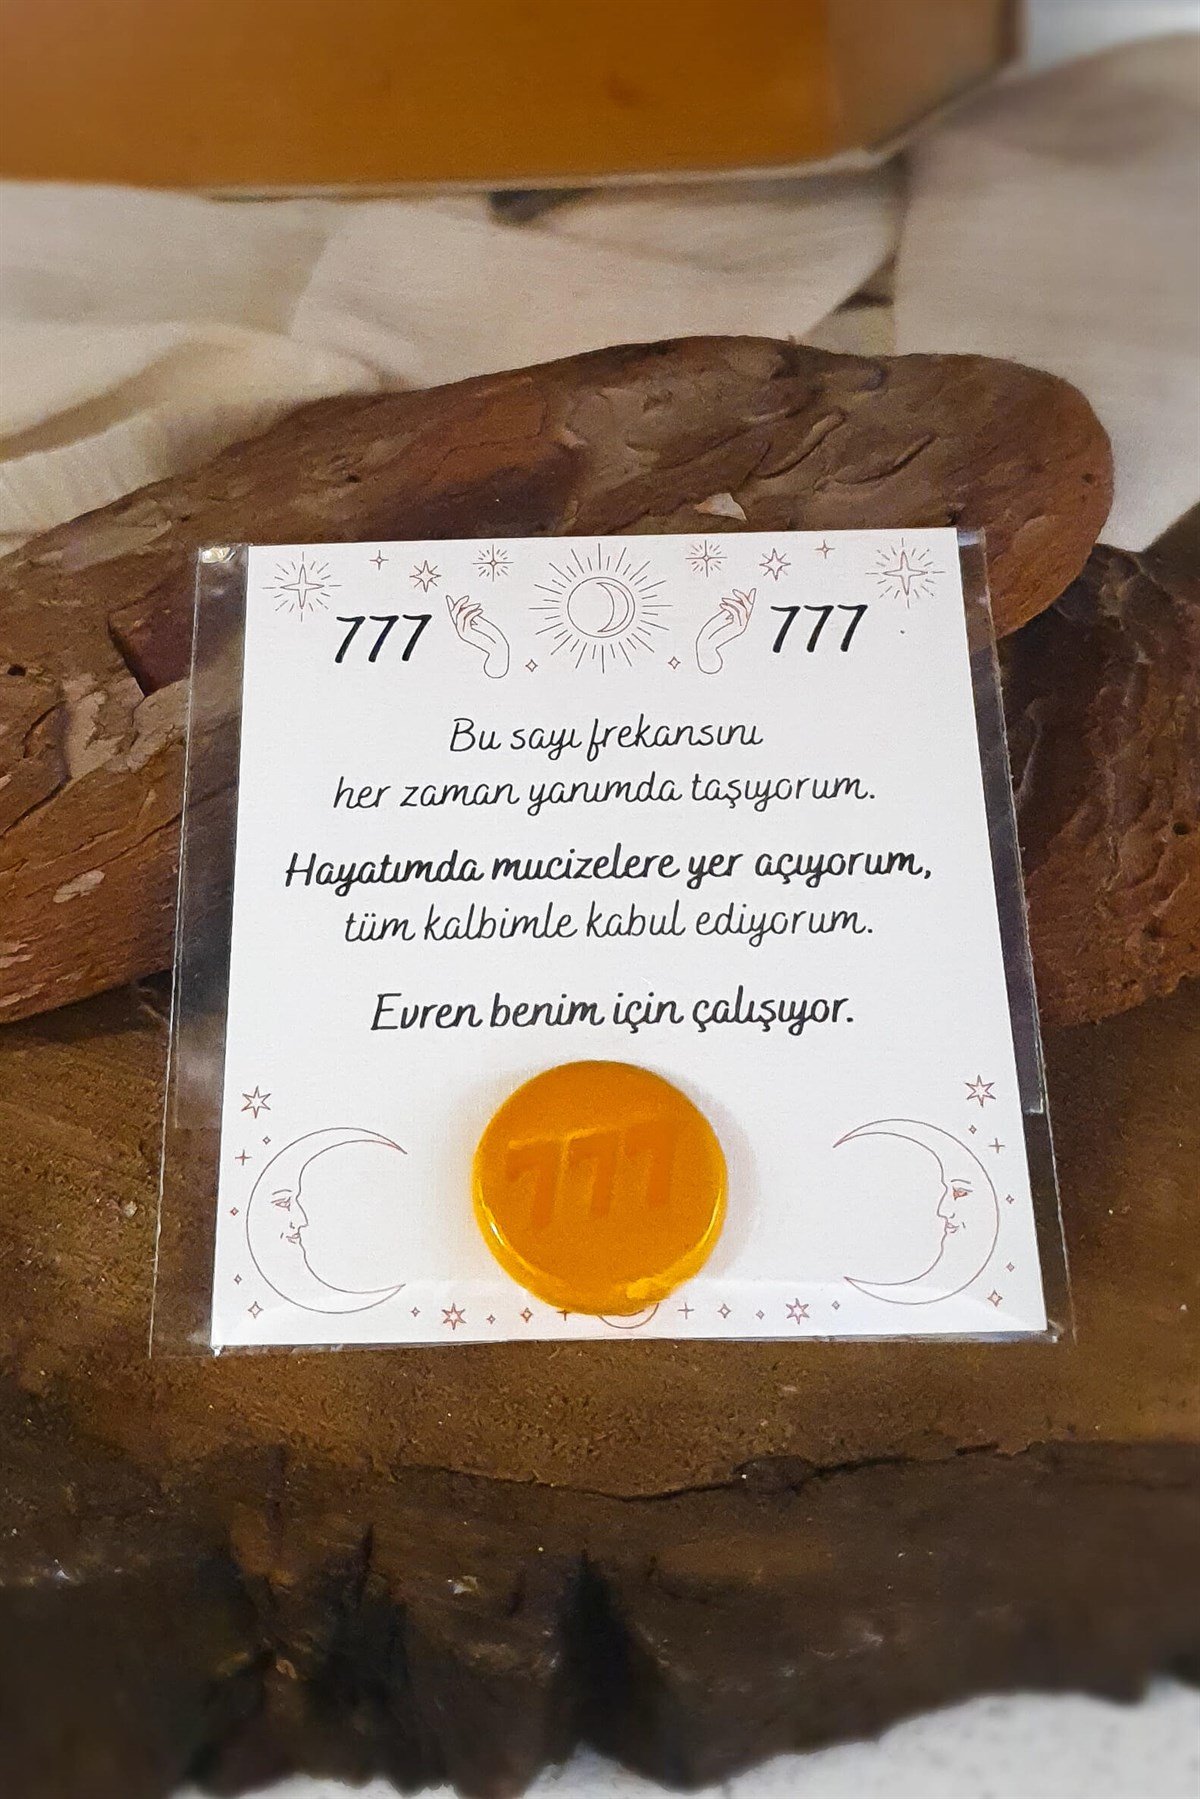 777 777
Bu sayı frekansını
her zaman yanımda taşıyorum.
Hayatımda mucizelere yer açıyorum,
tüm kalbimle kabul ediyorum.
Evren benim için çalışıyor.
777